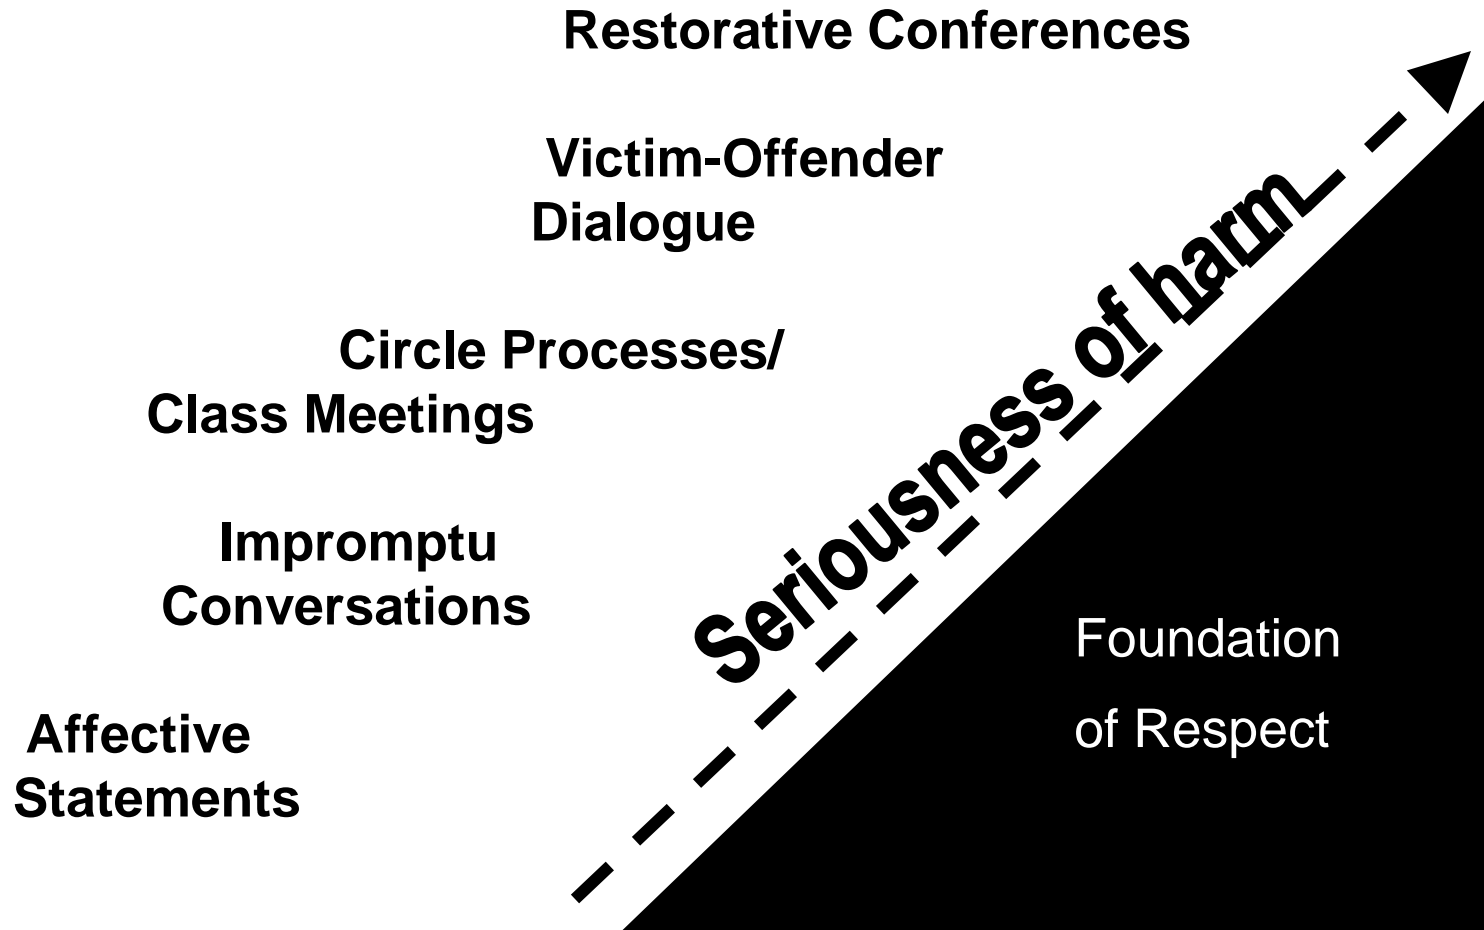 Restorative Conferences
Victim-Offender
Dialogue
Circle Processes/
Class Meetings
Impromptu
Conversations
Affective
Statements
Seriousness of harm
Foundation
of Respect